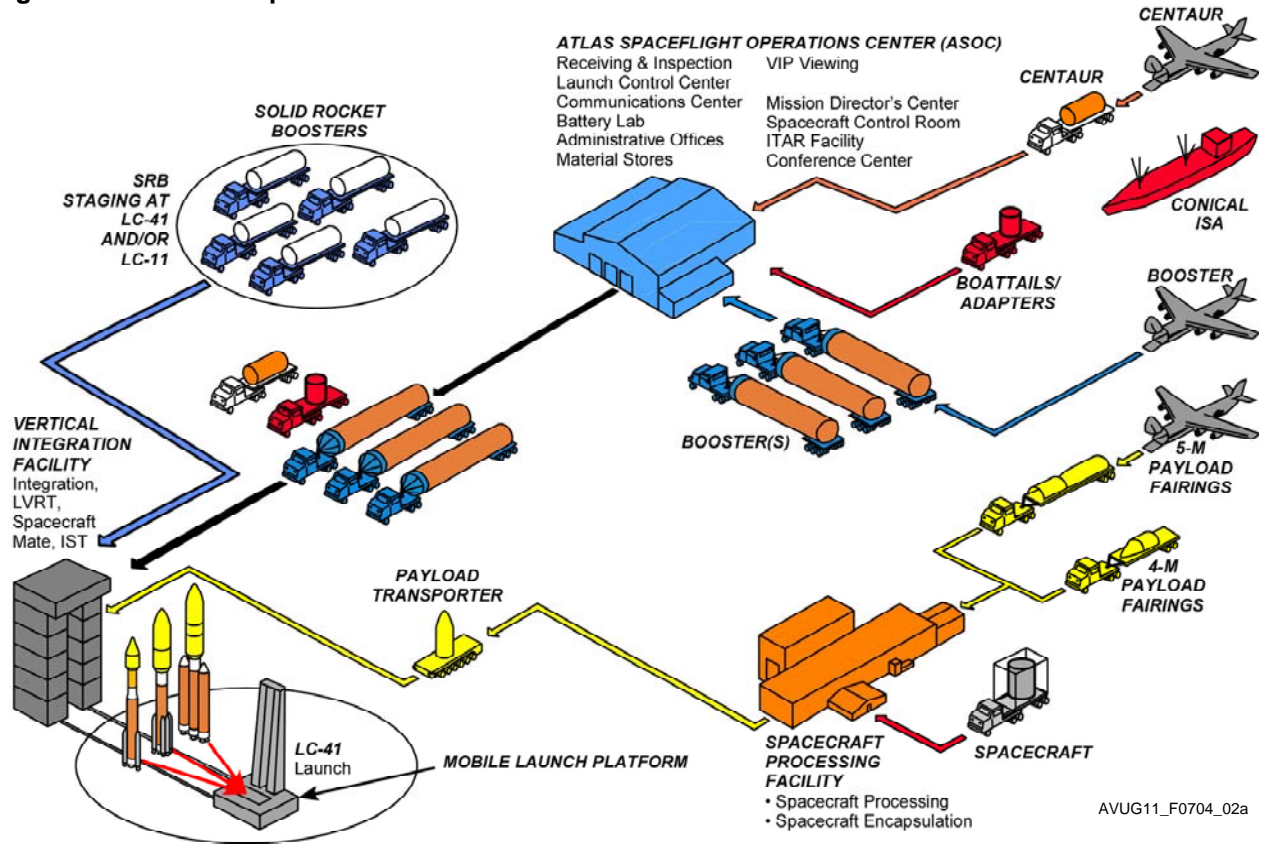 CENTAUR
ATLAS SPACEFLIGHT OPERATIONS CENTER (ASOC)
Receiving & Inspection VIP Viewing
Launch Control Center
Communications Center Mission Director's Center
Battery Lab Spacecraft Control Room
Administrative Offices ITAR Facility
Material Stores Conference Center
CENTAUR
SOLID ROCKET
BOOSTERS
SRB
STAGING AT
LC-41
AND/OR
LC-11
CONICAL
ISA
BOATTAILS/
ADAPTERS
BOOSTER
BOOSTER(S)
VERTICAL
INTEGRATION
FACILITY
Integration,
LVRT,
Spacecraft
Mate, IST
5-M
PAYLOAD
FAIRINGS
4-M
PAYLOAD
FAIRINGS
PAYLOAD
TRANSPORTER
LC-41
Launch
MOBILE LAUNCH PLATFORM
SPACECRAFT
PROCESSING
FACILITY
• Spacecraft Processing
• Spacecraft Encapsulation
SPACECRAFT
AVUG11_F0704_02a